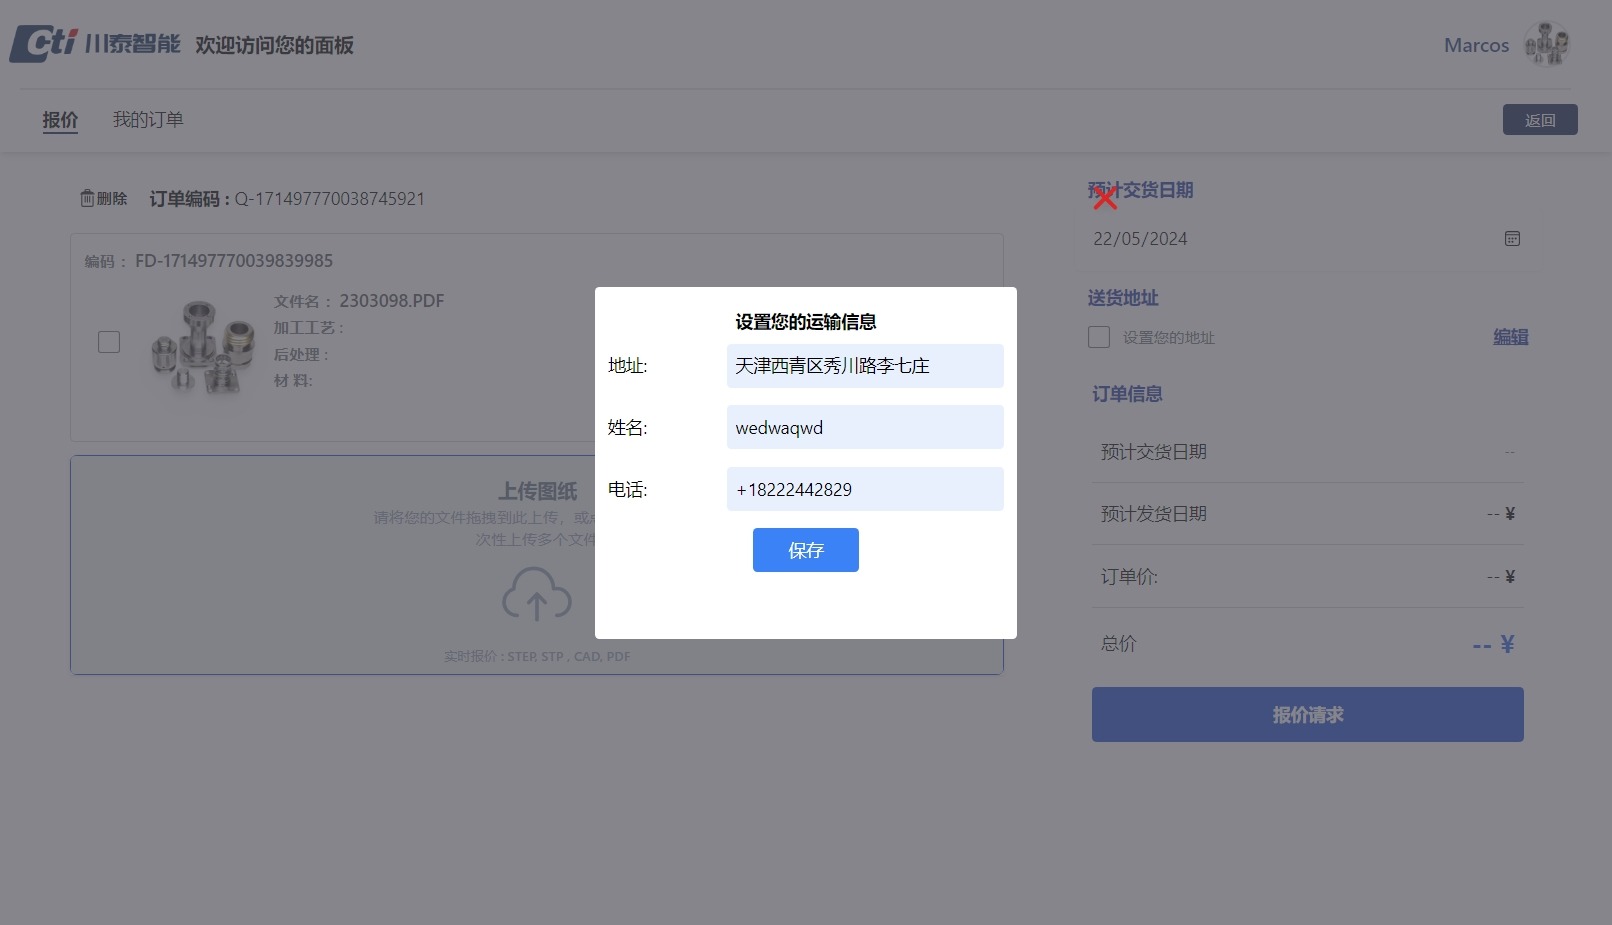 Cti 川泰智能 欢迎访问您的面板
Marcos
报价 我的订单
返回
删除 订单编码 : Q-171497770038745921
编码 : FD-171497770039839985
文件名 : 2303098.PDF
加工工艺 :
后处理 :
材 料:
上传图纸
请将您的文件拖拽到此上传，或
次性上传多个文件
实时报价 : STEP, STP , CAD, PDF
设置您的运输信息
地址: 天津西青区秀川路李七庄
姓名: wedwaqwd
电话: +18222442829
保存
预计交货日期
22/05/2024
送货地址
设置您的地址 编辑
订单信息
预计交货日期 --
预计发货日期 -- ¥
订单价: -- ¥
总价 -- ¥
报价请求